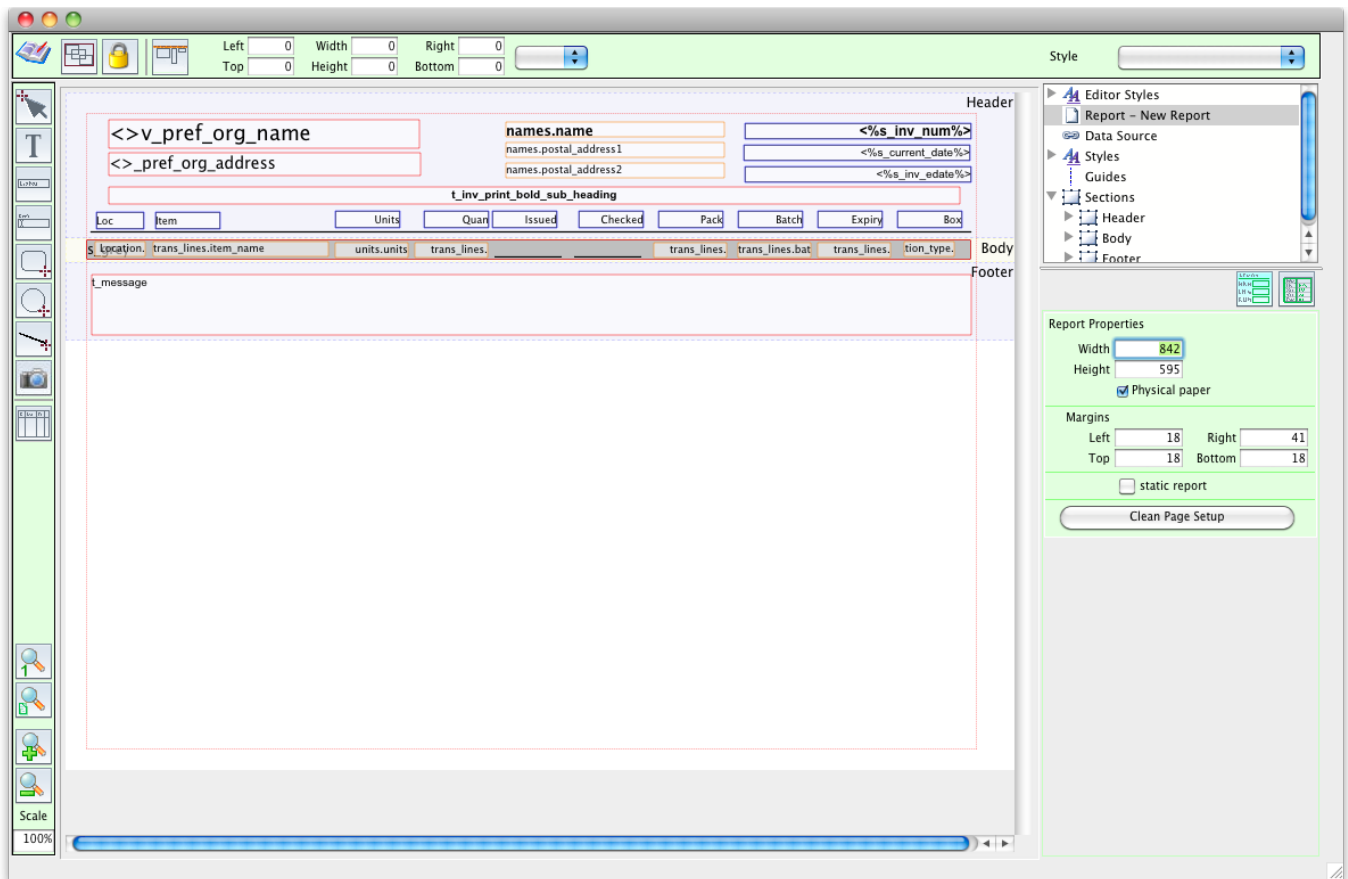 Left 0 Width 0 Right 0
Top 0 Height 0 Bottom 0
Style
T
Header
<>v_pref_org_name
<>_pref_org_address
names.name
names.postal_address1
names.postal_address2
<%s_inv_num%>
<%s_current_date%>
<%s_inv_edate%>
t_inv_print_bold_sub_heading
Loc Item Units Quan Issued Checked Pack Batch Expiry Box
Location. trans_lines.item_name units.units trans_lines. trans_lines. trans_lines.bat trans_lines. tion_type. Body
Footer
t_message
1
Scale
100%
Editor Styles
Report – New Report
Data Source
Styles
Guides
Sections
Header
Body
Footer
Report Properties
Width 842
Height 595
Physical paper
Margins
Left 18 Right 41
Top 18 Bottom 18
static report
Clean Page Setup